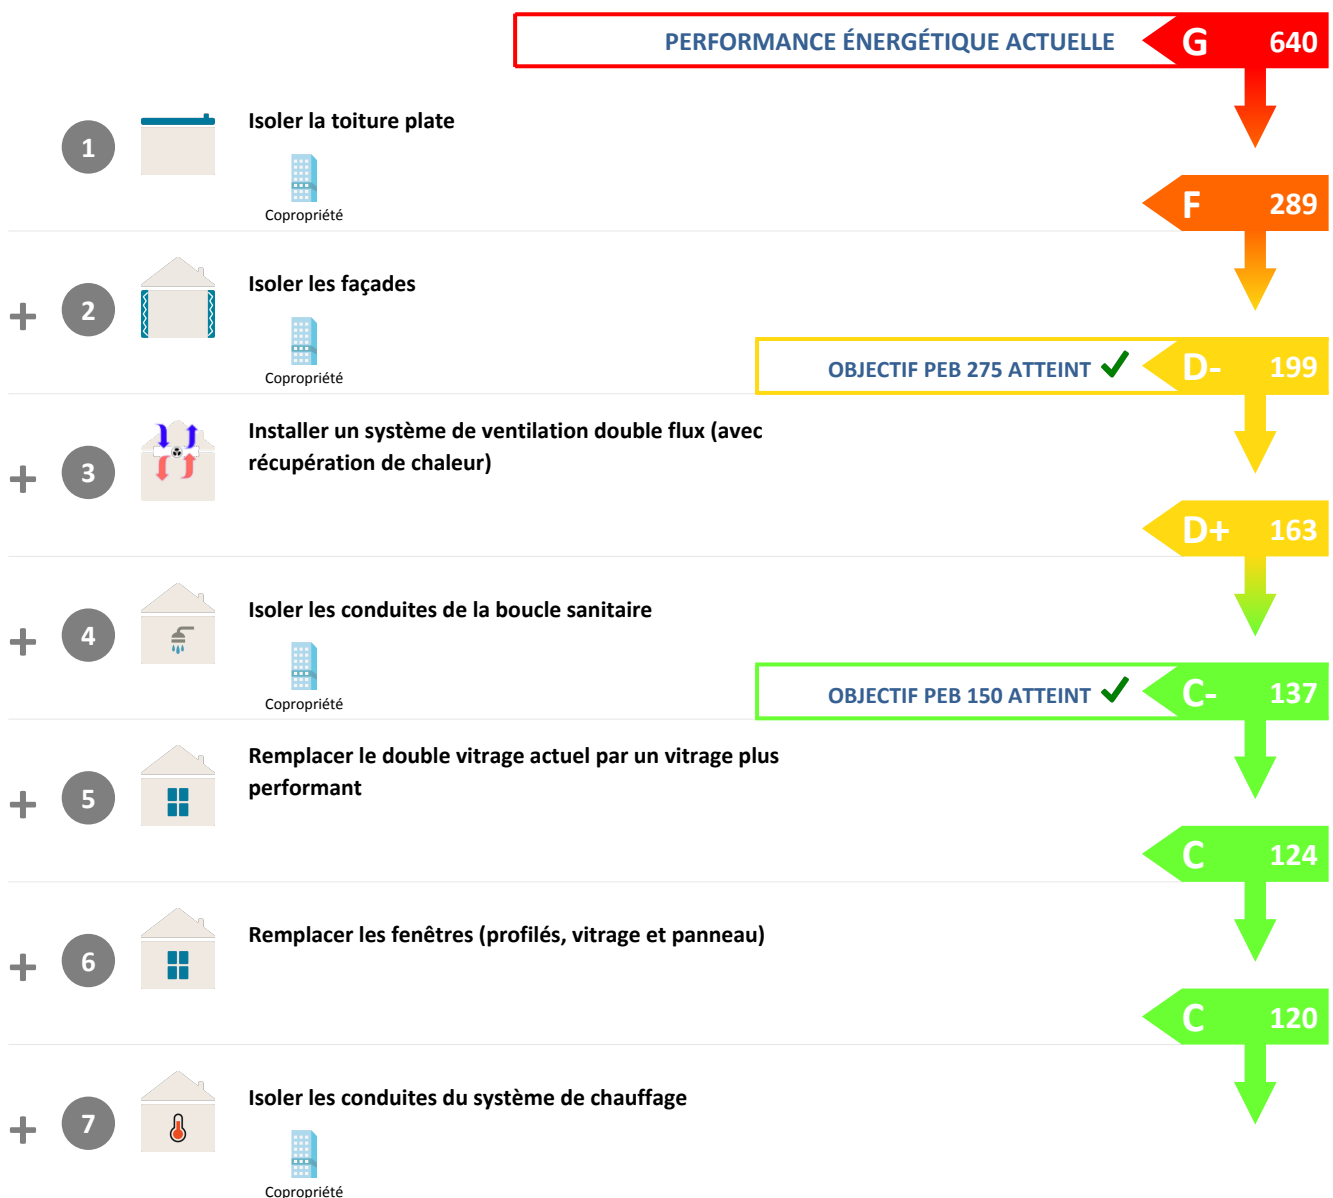 PERFORMANCE ÉNERGÉTIQUE ACTUELLE G 640
1 Isoler la toiture plate
Copropriété
F 289
+ 2 Isoler les façades
Copropriété
OBJECTIF PEB 275 ATTEINT D- 199
+ 3 Installer un système de ventilation double flux (avec
récupération de chaleur)
D+ 163
+ 4 Isoler les conduites de la boucle sanitaire
Copropriété
OBJECTIF PEB 150 ATTEINT C- 137
+ 5 Remplacer le double vitrage actuel par un vitrage plus
performant
C 124
+ 6 Remplacer les fenêtres (profilés, vitrage et panneau)
C 120
+ 7 Isoler les conduites du système de chauffage
Copropriété